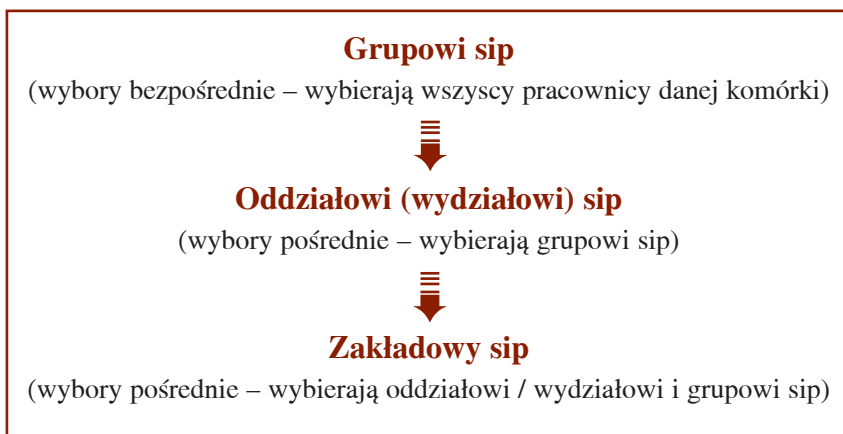 Grupowi sip
(wybory bezpośrednie – wybierają wszyscy pracownicy danej komórki)
Oddziałowi (wydziałowi) sip
(wybory pośrednie – wybierają grupowi sip)
Zakładowy sip
(wybory pośrednie – wybierają oddziałowi / wydziałowi i grupowi sip)